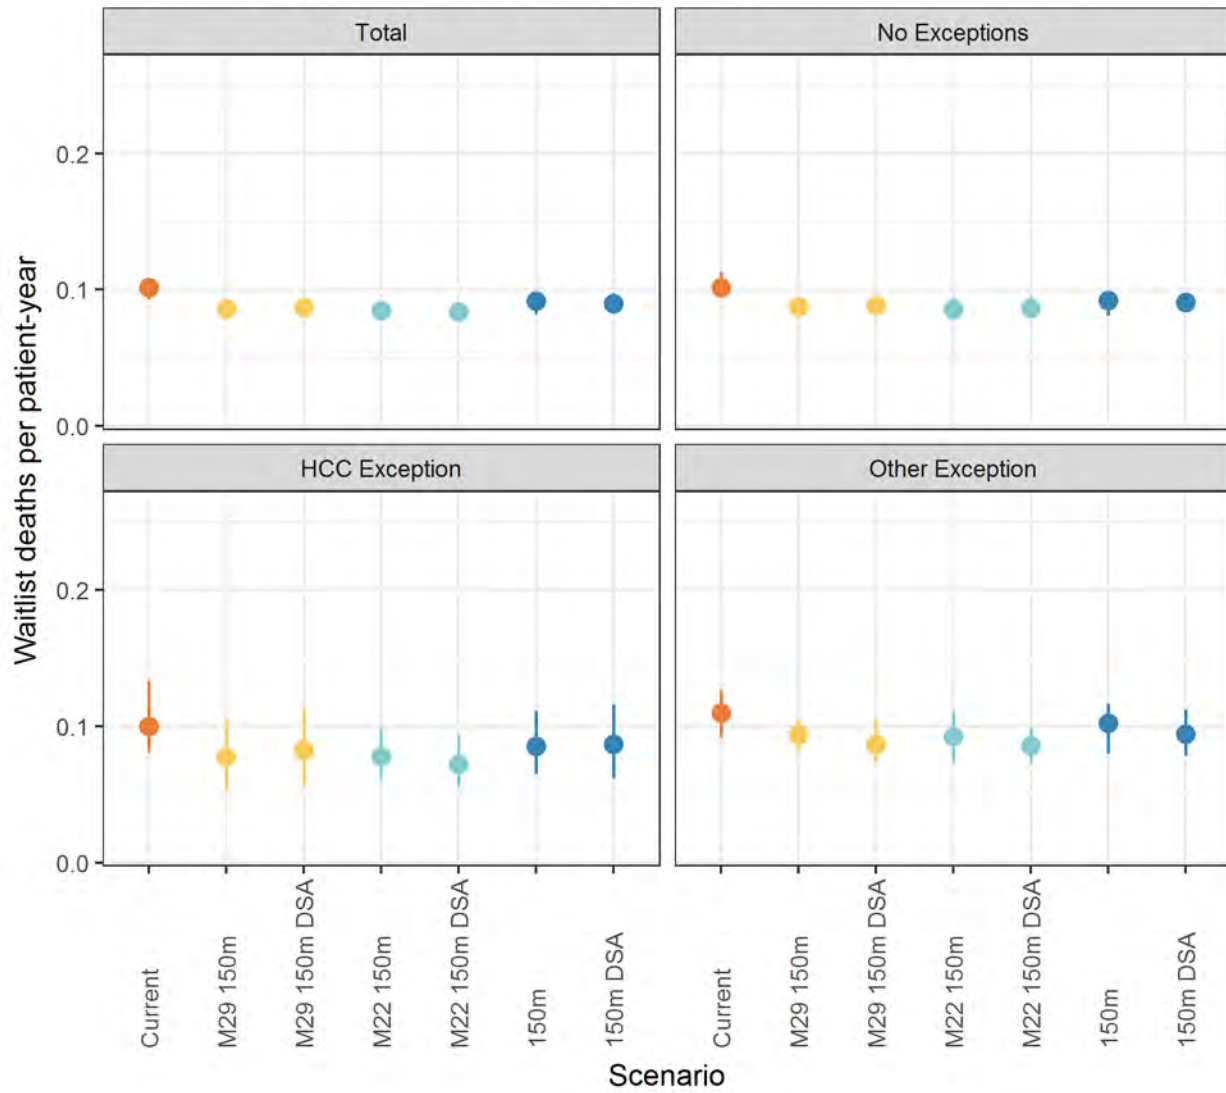 Total
No Exceptions
0.2
0.1
0.0
HCC Exception
Other Exception
0.2
0.1
0.0
Waitlist deaths per patient-year
Current
M29 150m
M29 150m DSA
M22 150m
M22 150m DSA
150m
150m DSA
Current
M29 150m
M29 150m DSA
M22 150m
M22 150m DSA
150m
150m DSA
Scenario